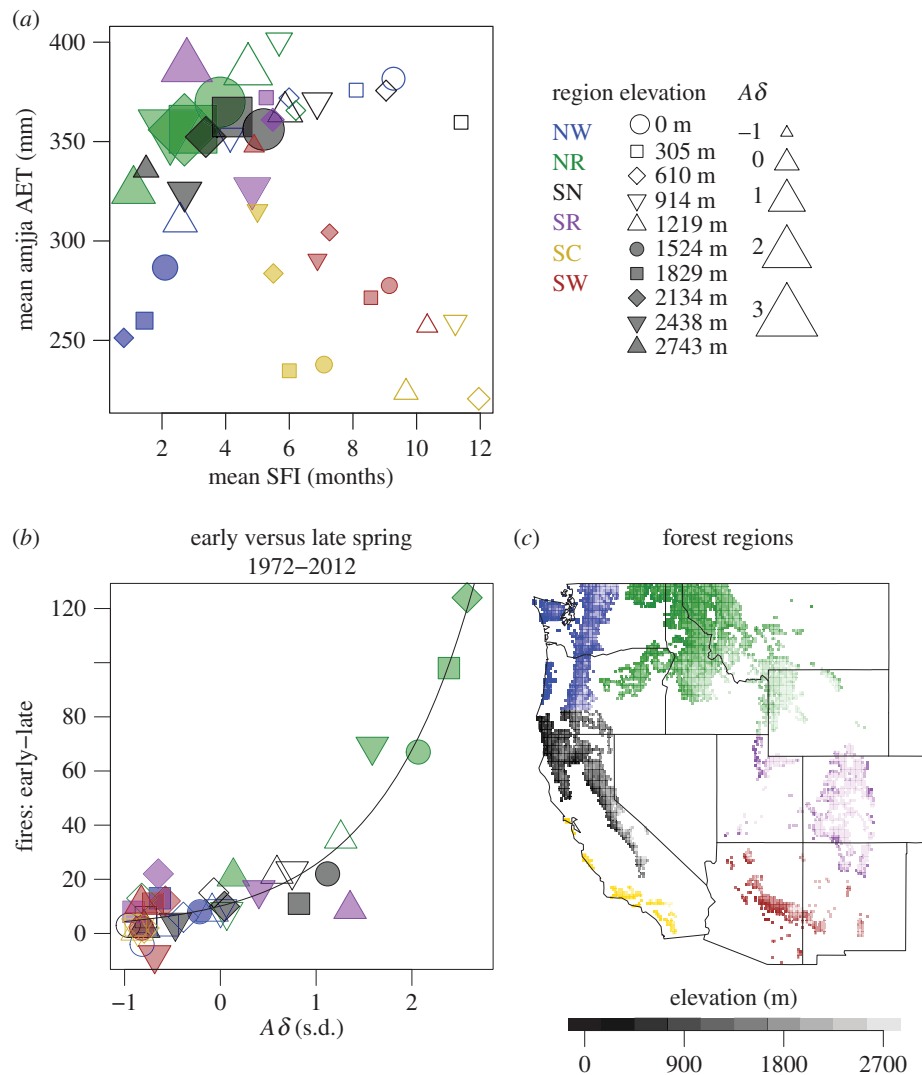 (a)
400
350
300
250
mean amjja AET (mm)
2 4 6 8 10 12
mean SFI (months)
region elevation Aδ
NW
NR
SN
SR
SC
SW
0 m
305 m
610 m
914 m
1219 m
1524 m
1829 m
2134 m
2438 m
2743 m
–1
0
1
2
3
(b) early versus late spring
1972–2012
120
80
60
40
20
0
fires: early–late
–1 0 1 2
Aδ (s.d.)
(c) forest regions
elevation (m)
0 900 1800 2700